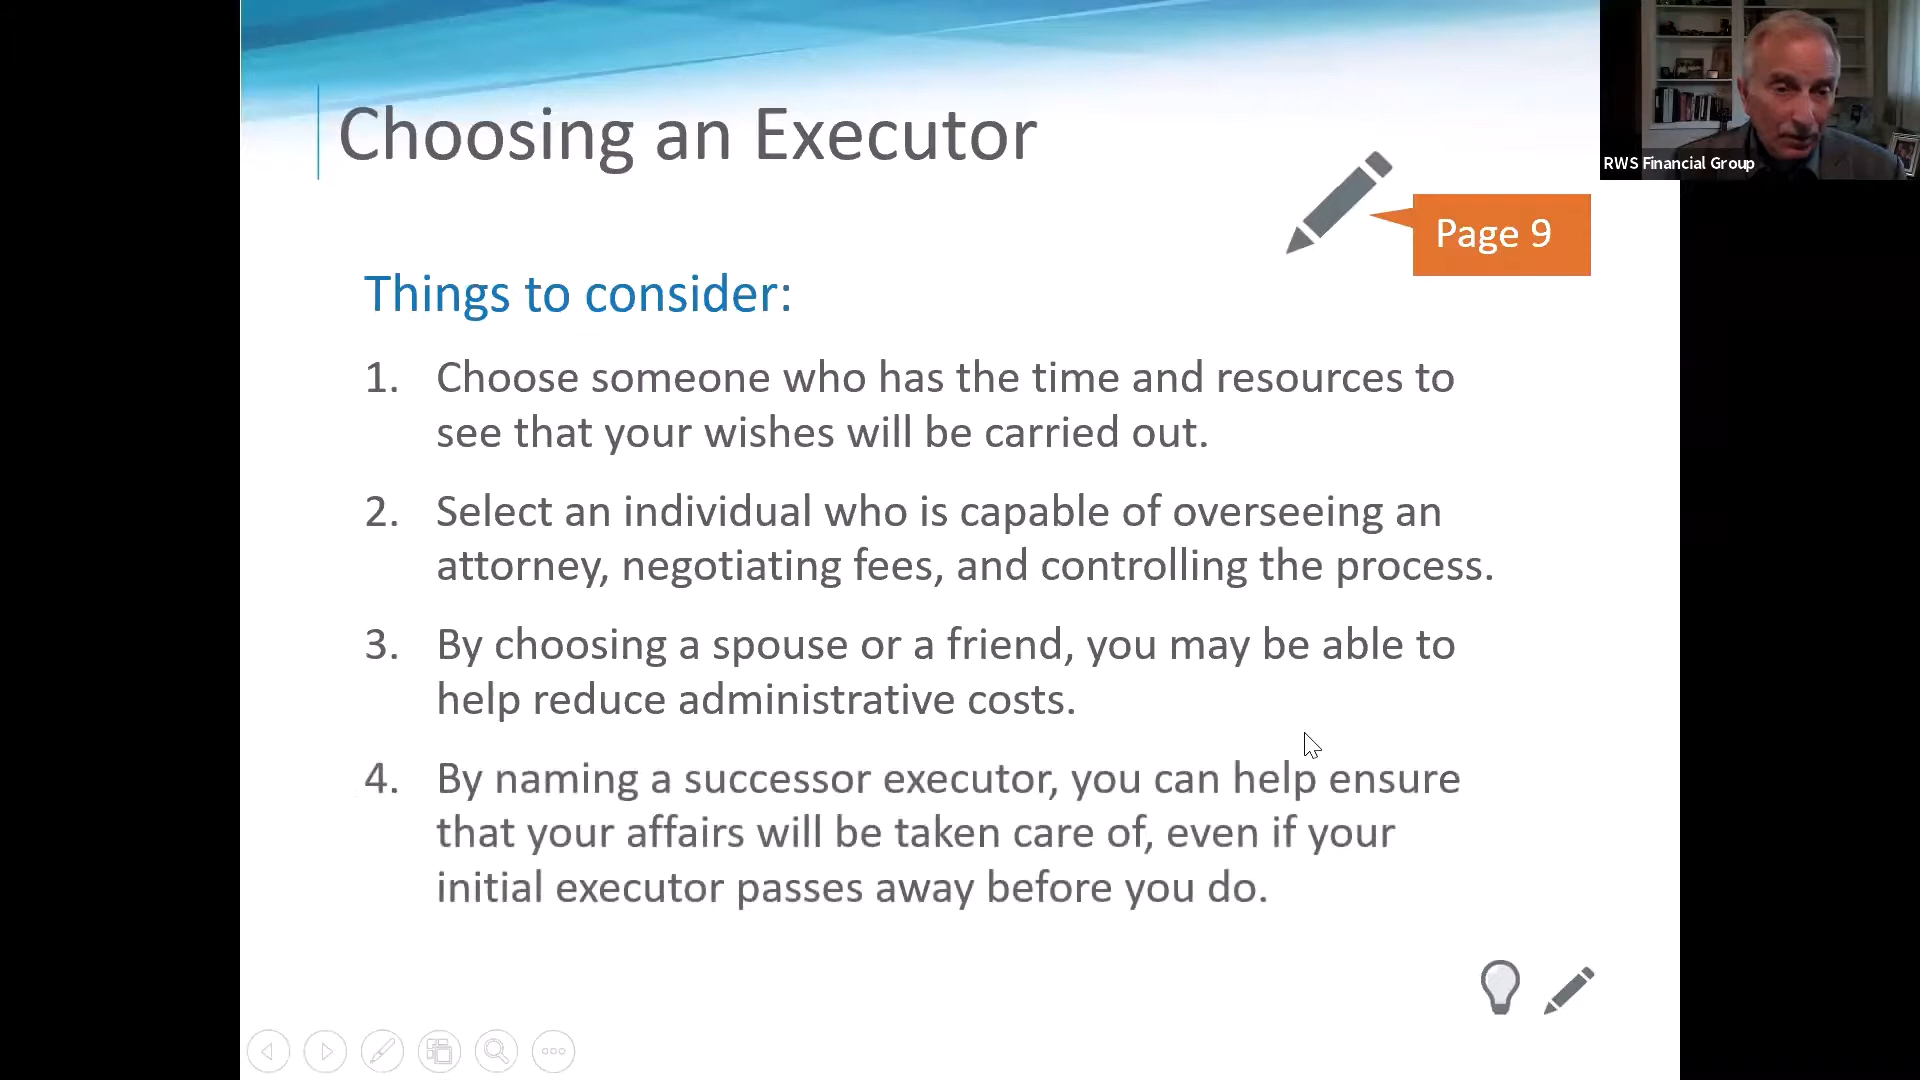 Choosing an Executor
RWS Financial Group
Page 9
Things to consider:
1. Choose someone who has the time and resources to
see that your wishes will be carried out.
2. Select an individual who is capable of overseeing an
attorney, negotiating fees, and controlling the process.
3. By choosing a spouse or a friend, you may be able to
help reduce administrative costs.
4. By naming a successor executor, you can help ensure
that your affairs will be taken care of, even if your
initial executor passes away before you do.